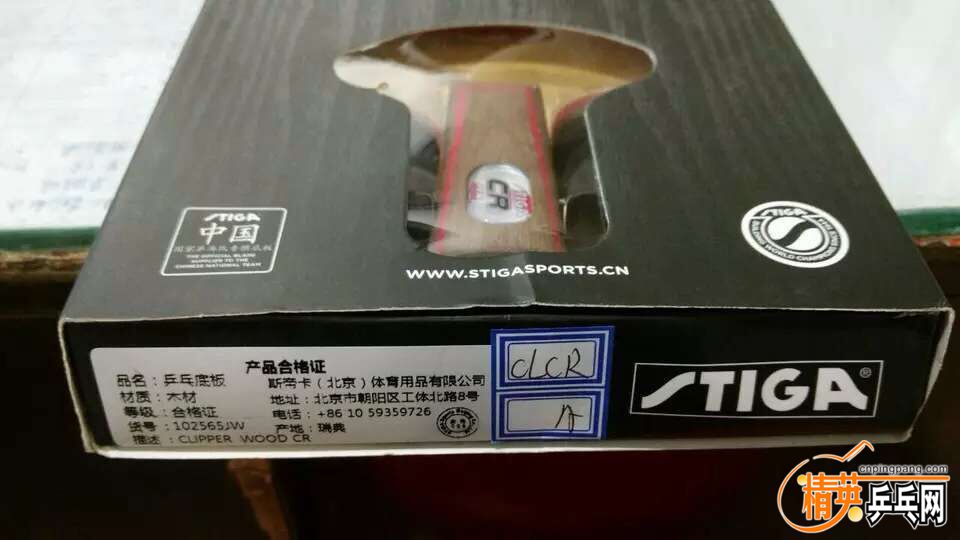 CR
STIGA
中国
国家乒乓队专供底板
THE OFFICIAL BLADE
SUPPLIER TO THE
CHINESE NATIONAL TEAM
STIGA
WWW.STIGASPORTS.CN
产品合格证
品名：乒乓底板
斯帝卡（北京）体育用品有限公司
材质：木材
地址：北京市朝阳区工体北路8号
等级：合格证
电话：+86 10 59359726
货号：102565JW
产地：瑞典
描述：CLIPPER WOOD CR
CLCR
A
STIGA®
cnpingpang.com
精英乒乓网